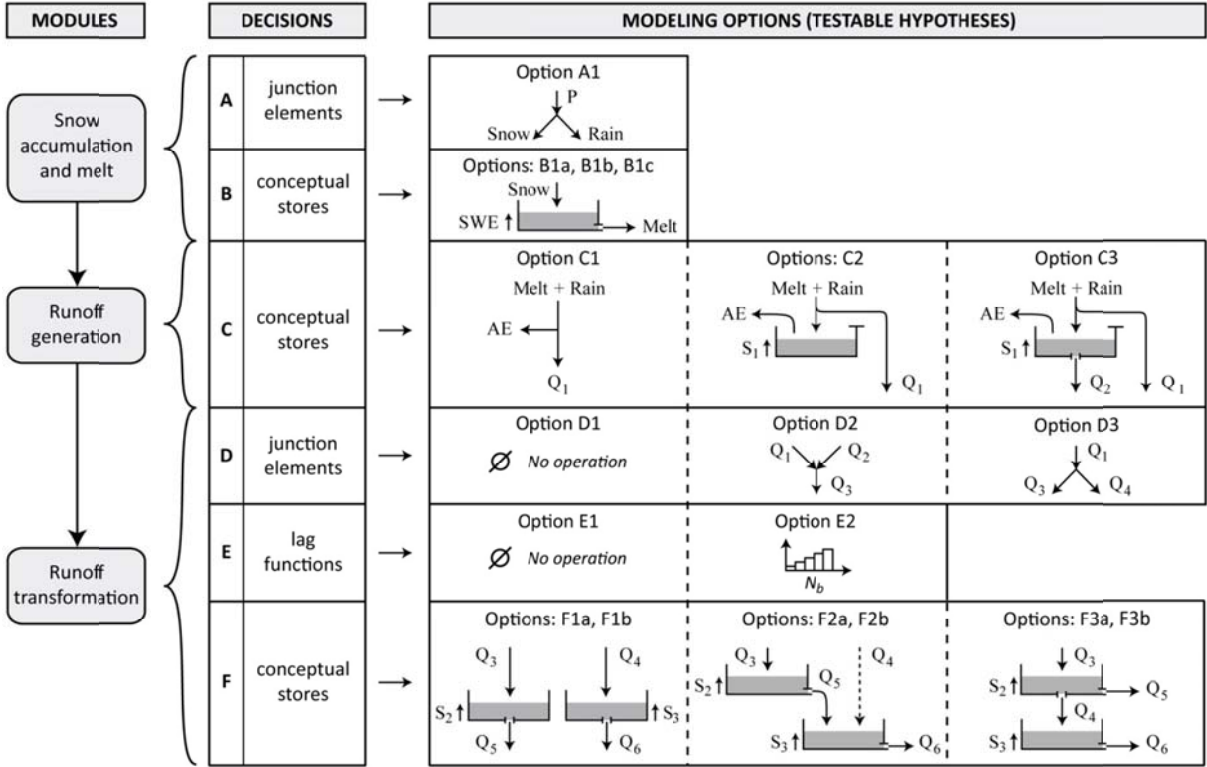 MODULES
DECISIONS
MODELING OPTIONS (TESTABLE HYPOTHESES)
Snow
accumulation
and melt
Runoff
generation
Runoff
transformation
A
junction
elements
Option A1
P
Snow
Rain
B
conceptual
stores
Options: B1a, B1b, B1c
Snow
SWE
Melt
C
conceptual
stores
Option C1
Melt + Rain
AE
Q1
Options: C2
Melt + Rain
AE
S1
Q1
Option C3
Melt + Rain
AE
S1
Q2
Q1
D
junction
elements
Option D1
No operation
Option D2
Q1
Q2
Q3
Option D3
Q1
Q3
Q4
E
lag
functions
Option E1
No operation
Option E2
Nb
F
conceptual
stores
Options: F1a, F1b
Q3
Q4
S2
S3
Q5
Q6
Options: F2a, F2b
Q3
Q4
S2
Q5
S3
Q6
Options: F3a, F3b
Q3
S2
Q5
Q4
S3
Q6